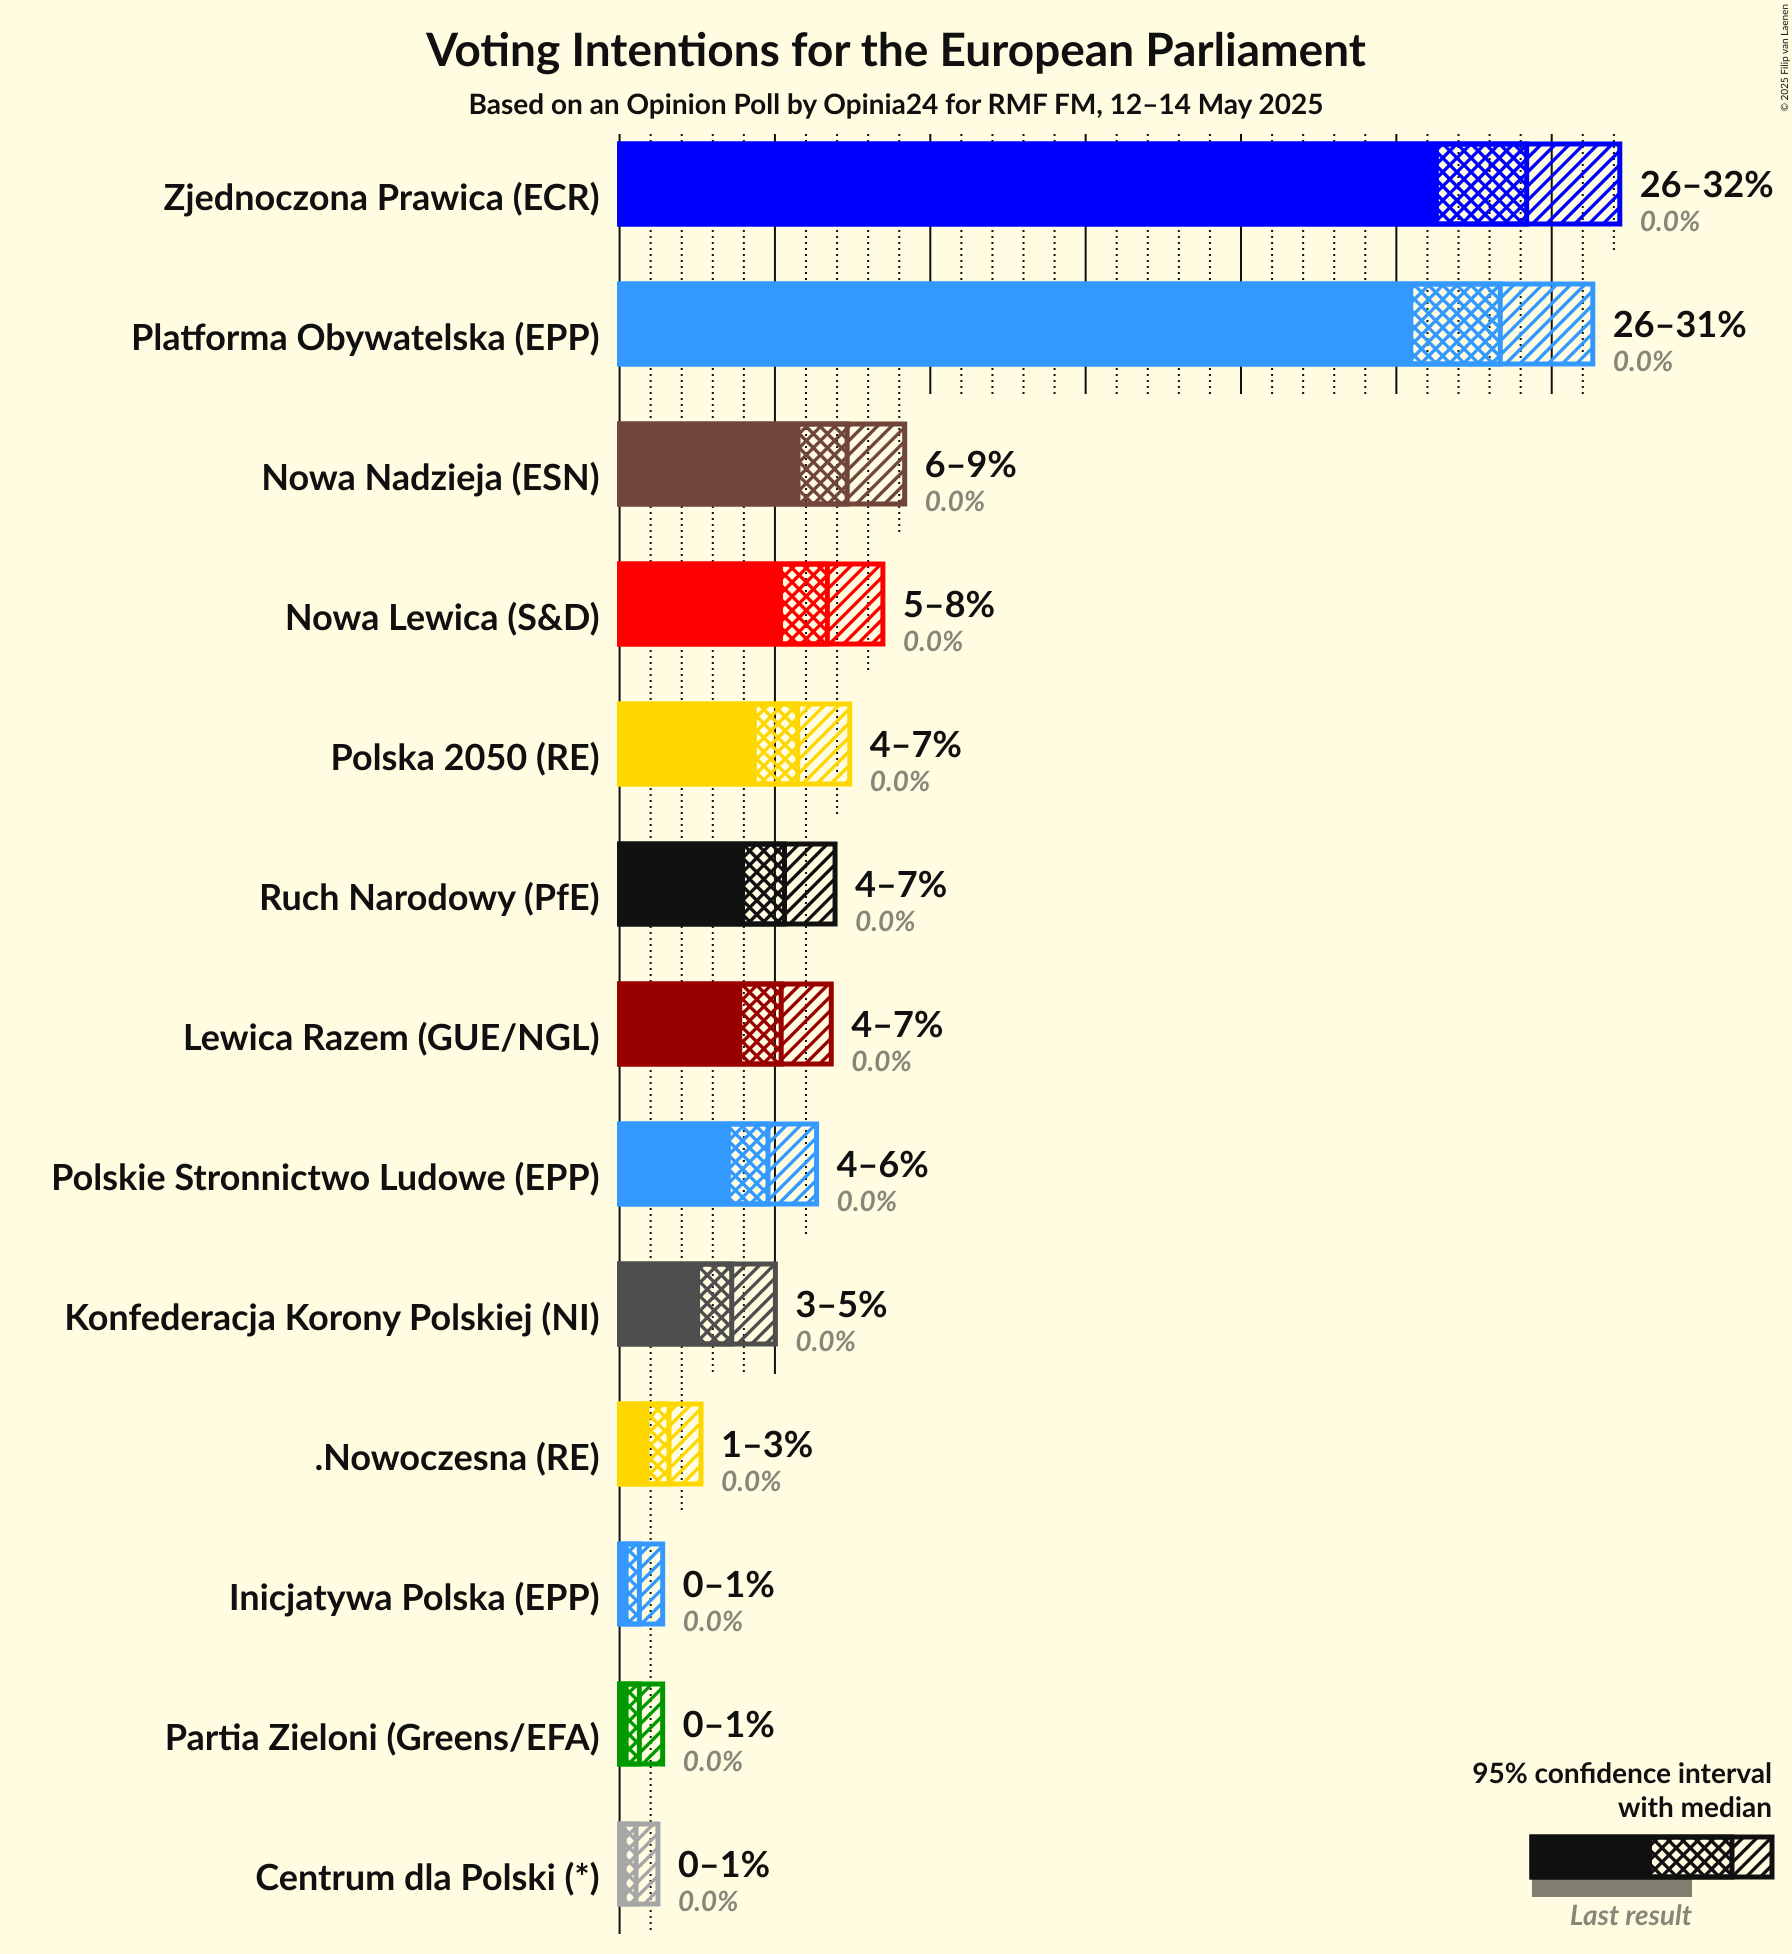 Voting Intentions for the European Parliament
Based on an Opinion Poll by Opinia24 for RMF FM, 12–14 May 2025
© 2025 Filip van Laenen
Zjednoczona Prawica (ECR)
26–32%
0.0%
Platforma Obywatelska (EPP)
26–31%
0.0%
Nowa Nadzieja (ESN)
6–9%
0.0%
Nowa Lewica (S&D)
5–8%
0.0%
Polska 2050 (RE)
4–7%
0.0%
Ruch Narodowy (PfE)
4–7%
0.0%
Lewica Razem (GUE/NGL)
4–7%
0.0%
Polskie Stronnictwo Ludowe (EPP)
4–6%
0.0%
Konfederacja Korony Polskiej (NI)
3–5%
0.0%
.Nowoczesna (RE)
1–3%
0.0%
Inicjatywa Polska (EPP)
0–1%
0.0%
Partia Zieloni (Greens/EFA)
0–1%
0.0%
Centrum dla Polski (*)
0–1%
0.0%
95% confidence interval
with median
Last result